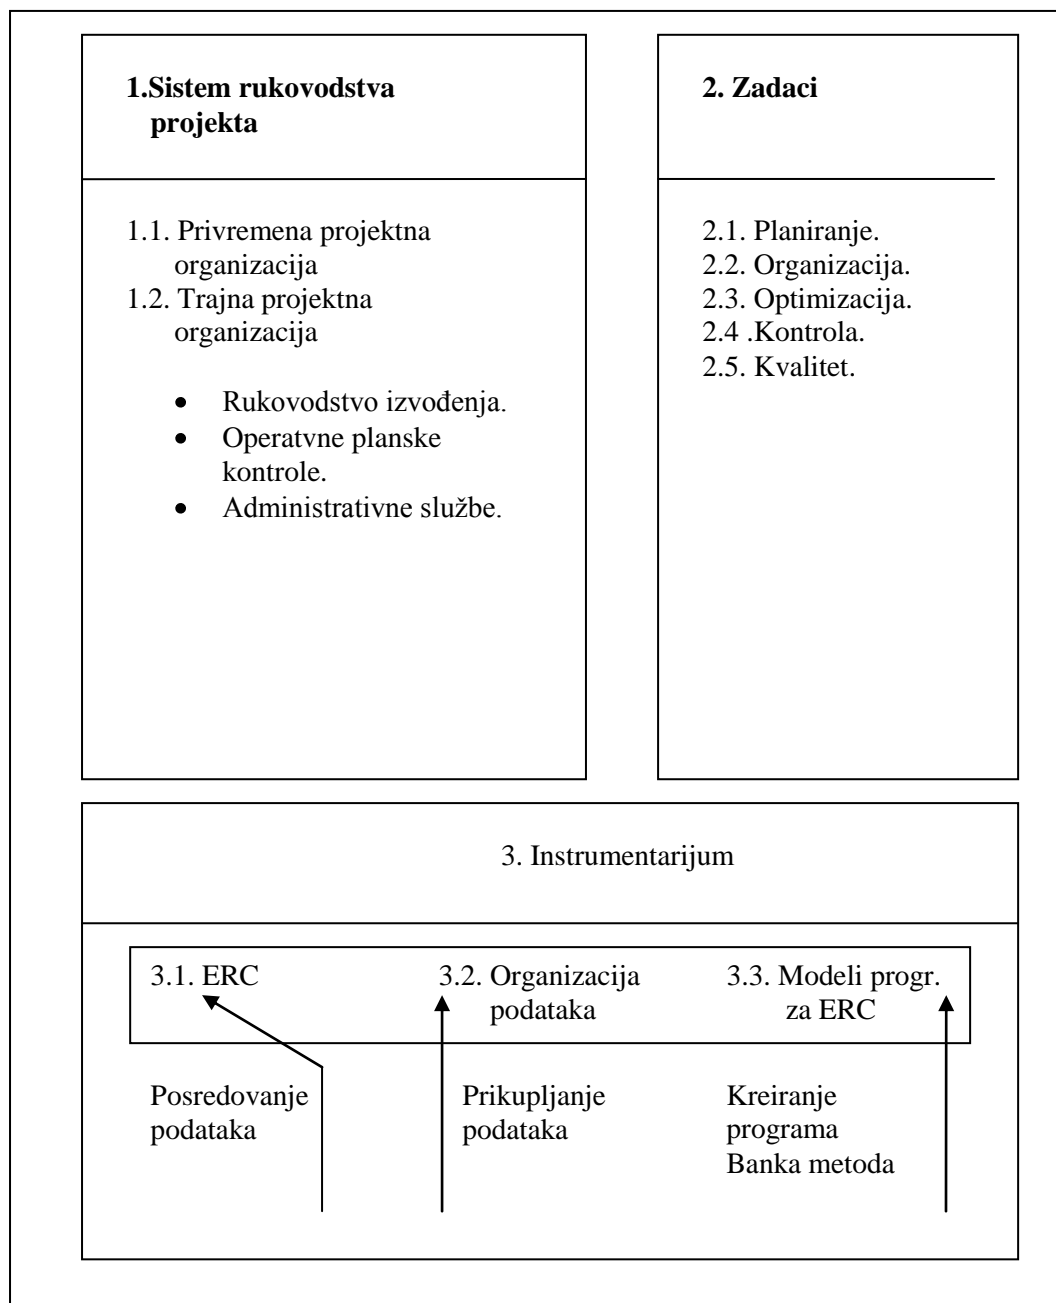 1.Sistem rukovodstva
projekta
1.1. Privremena projektna
organizacija
1.2. Trajna projektna
organizacija
• Rukovodstvo izvođenja.
• Operatvne planske
kontrole.
• Administrativne službe.
2. Zadaci
2.1. Planiranje.
2.2. Organizacija.
2.3. Optimizacija.
2.4 .Kontrola.
2.5. Kvalitet.
3. Instrumentarijum
3.1. ERC
3.2. Organizacija
podataka
3.3. Modeli progr.
za ERC
Posredovanje
podataka
Prikupljanje
podataka
Kreiranje
programa
Banka metoda